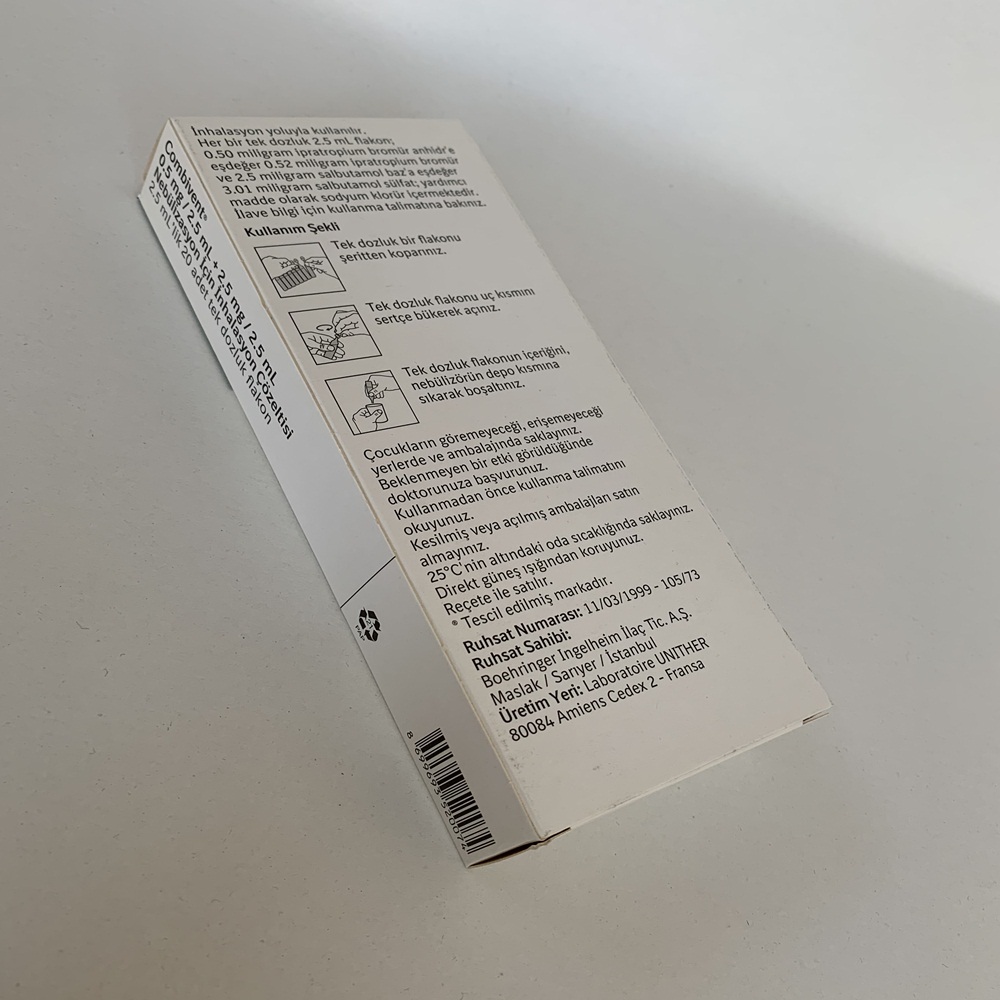 İnhalasyon yoluyla kullanılır.
Her bir tek dozluk 2.5 mL flakon;
0.50 miligram ipratropium bromür anhidr'e
eşdeğer 0.52 miligram ipratropium bromür
ve 2.5 miligram salbutamol baz'a eşdeğer
3.01 miligram salbutamol sülfat; yardımcı
madde olarak sodyum klorür içermektedir.
İlave bilgi için kullanma talimatına bakınız.
Kullanım Şekli
Tek dozluk bir flakonu
şeritten koparınız.
Tek dozluk flakonu uç kısmını
sertçe bükerek açınız.
Tek dozluk flakonun içeriğini,
nebülizörün depo kısmına
sıkarak boşaltınız.
Çocukların göremeyeceği, erişemeyeceği
yerlerde ve ambalajında saklayınız.
Beklenmeyen bir etki görüldüğünde
doktorunuza başvurunuz.
Kullanmadan önce kullanma talimatını
okuyunuz.
Kesilmiş veya açılmış ambalajları satın
almayınız.
25°C'nin altındaki oda sıcaklığında saklayınız.
Direkt güneş ışığından koruyunuz.
Reçete ile satılır.
® Tescil edilmiş markadır.
Ruhsat Numarası: 11/03/1999 - 105/73
Ruhsat Sahibi:
Boehringer Ingelheim İlaç Tic. A.Ş.
Maslak / Sarıyer / İstanbul
Üretim Yeri: Laboratoire UNITHER
80084 Amiens Cedex 2 - Fransa
Combivent®
0.5 mg / 2.5 mL + 2.5 mg / 2.5 mL
Nebülizasyon İçin İnhalasyon Çözeltisi
2.5 mL'lik 20 adet tek dozluk flakon
PAP
8 699693 520074